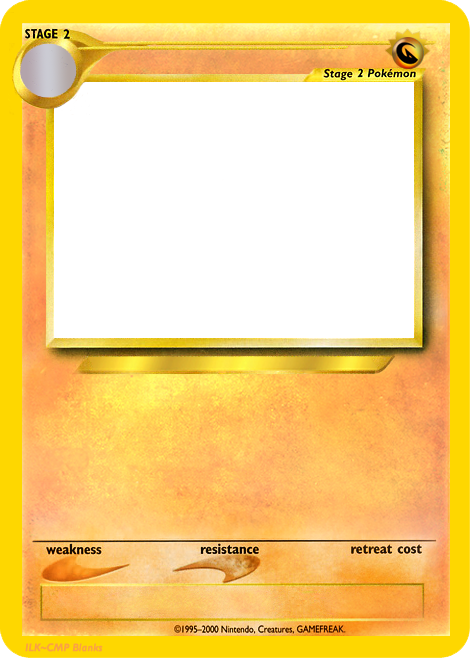 STAGE 2
Stage 2 Pokémon
weakness resistance retreat cost
©1995-2000 Nintendo, Creatures, GAMEFREAK.
ILK~CMP Blanks